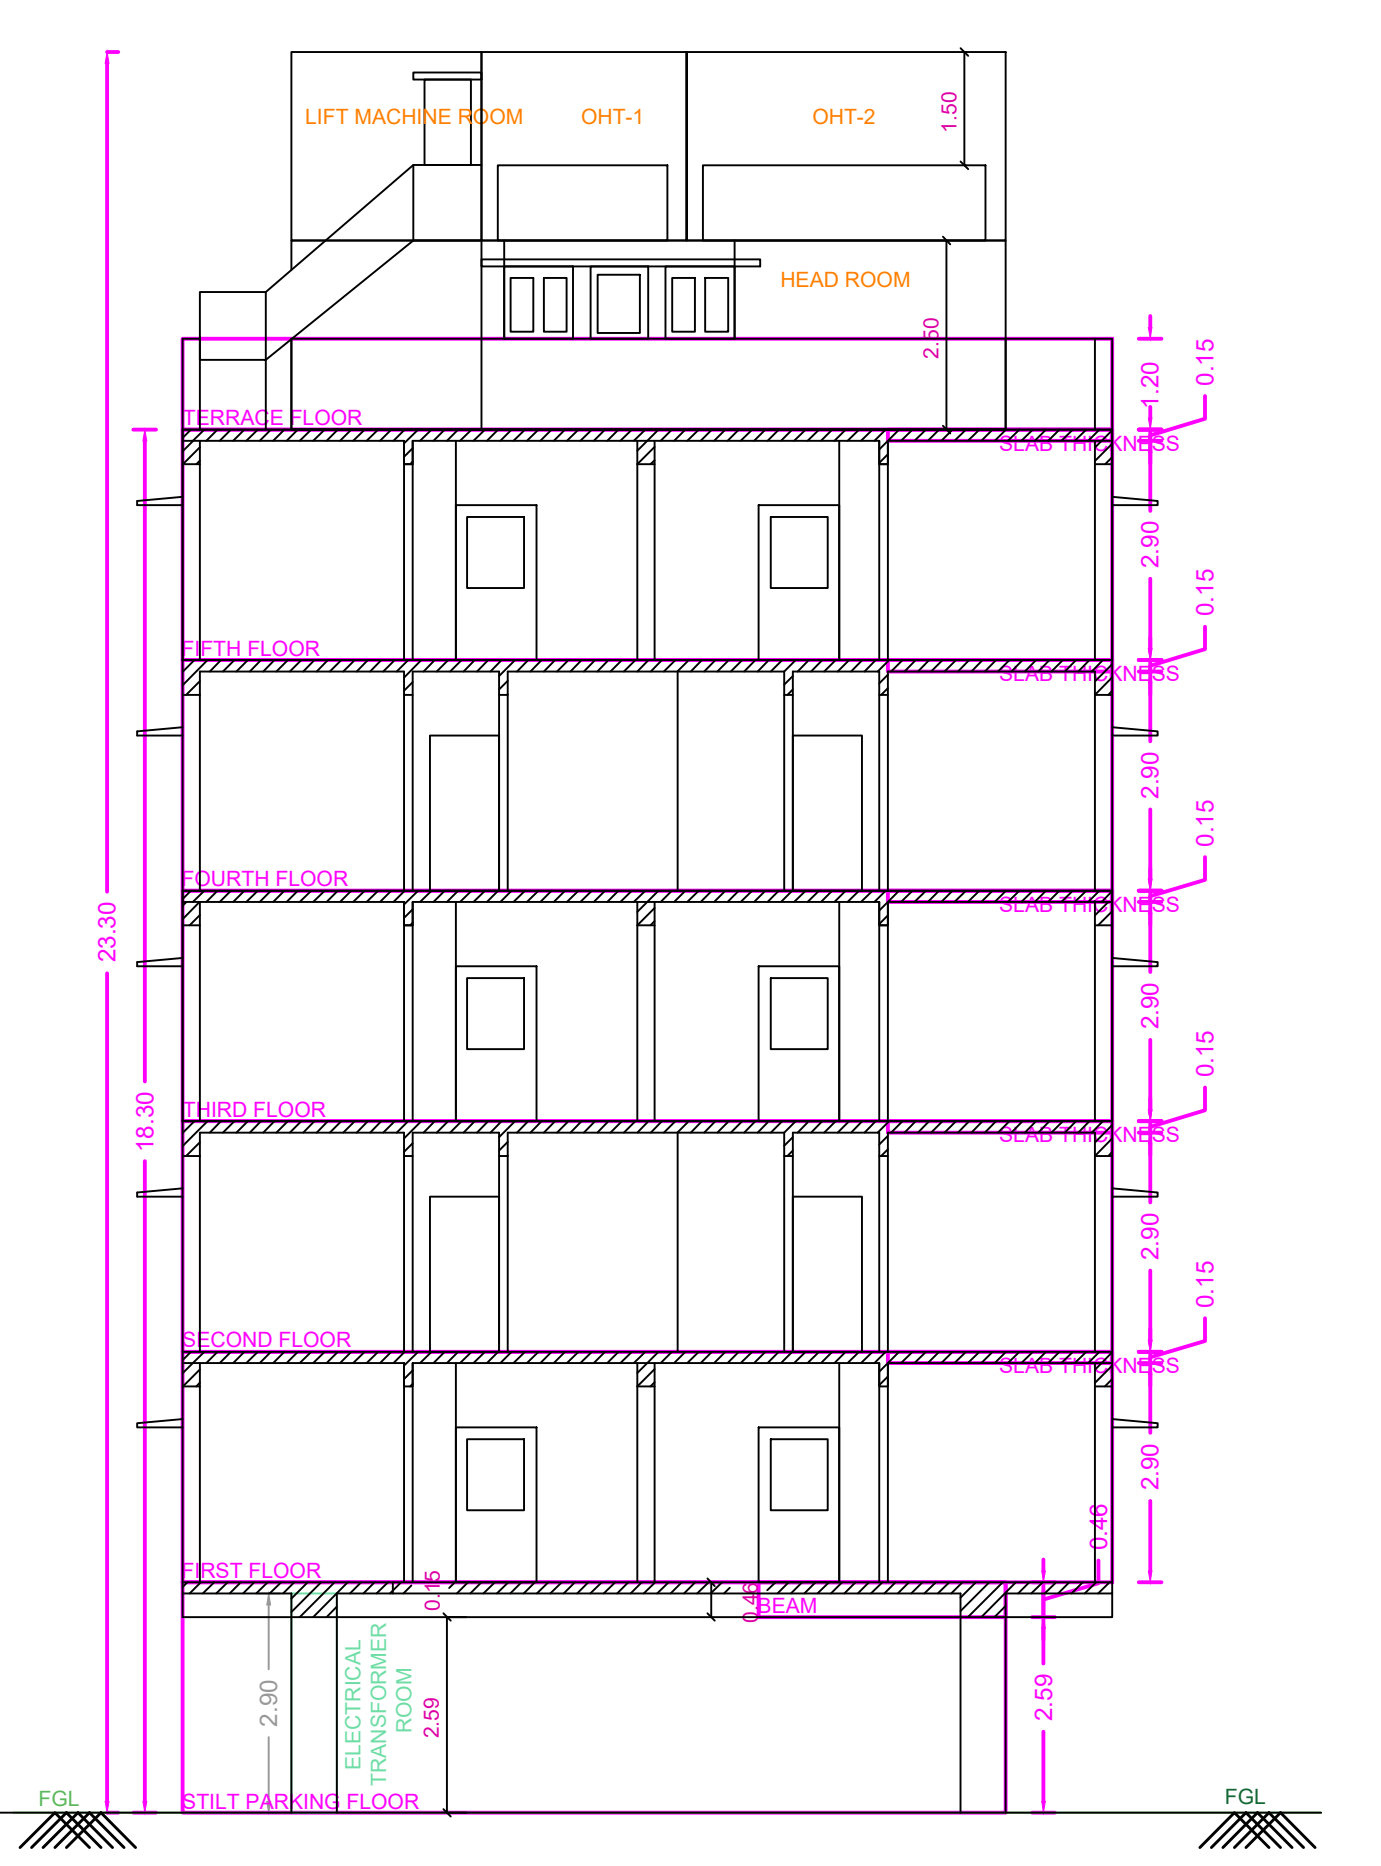 LIFT MACHINE ROOM
OHT-1
OHT-2
1.50
HEAD ROOM
2.50
1.20
0.15
TERRACE FLOOR
SLAB THICKNESS
2.90
0.15
FIFTH FLOOR
SLAB THICKNESS
2.90
0.15
FOURTH FLOOR
SLAB THICKNESS
23.30
2.90
0.15
18.30
THIRD FLOOR
SLAB THICKNESS
2.90
0.15
SECOND FLOOR
SLAB THICKNESS
2.90
0.46
FIRST FLOOR
0.15
0.46
BEAM
ELECTRICAL
TRANSFORMER
ROOM
2.90
2.59
2.59
STILT PARKING FLOOR
FGL
FGL